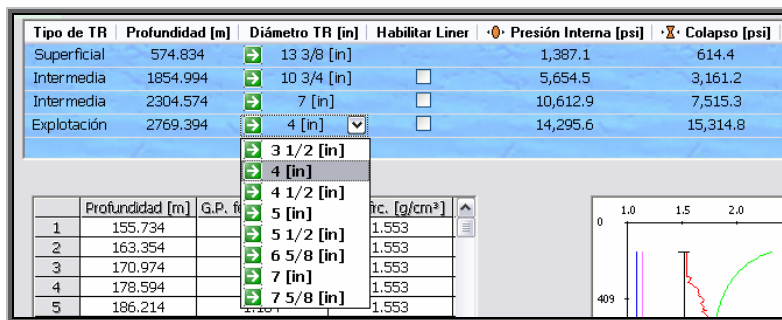 Tipo de TR Profundidad [m] Diámetro TR [in] Habilitar Liner Presión Interna [psi] Colapso [psi]
Superficial 574.834 13 3/8 [in] 1,387.1 614.4
Intermedia 1854.994 10 3/4 [in] 5,654.5 3,161.2
Intermedia 2304.574 7 [in] 10,612.9 7,515.3
Explotación 2769.394 4 [in] 14,295.6 15,314.8
3 1/2 [in]
4 [in]
4 1/2 [in]
5 [in]
5 1/2 [in]
6 5/8 [in]
7 [in]
7 5/8 [in]
Profundidad [m] G.P. frc. [g/cm³]
1 155.734 1.553
2 163.354 1.553
3 170.974 1.553
4 178.594 1.553
5 186.214 1.553
1.0 1.5 2.0
0
409